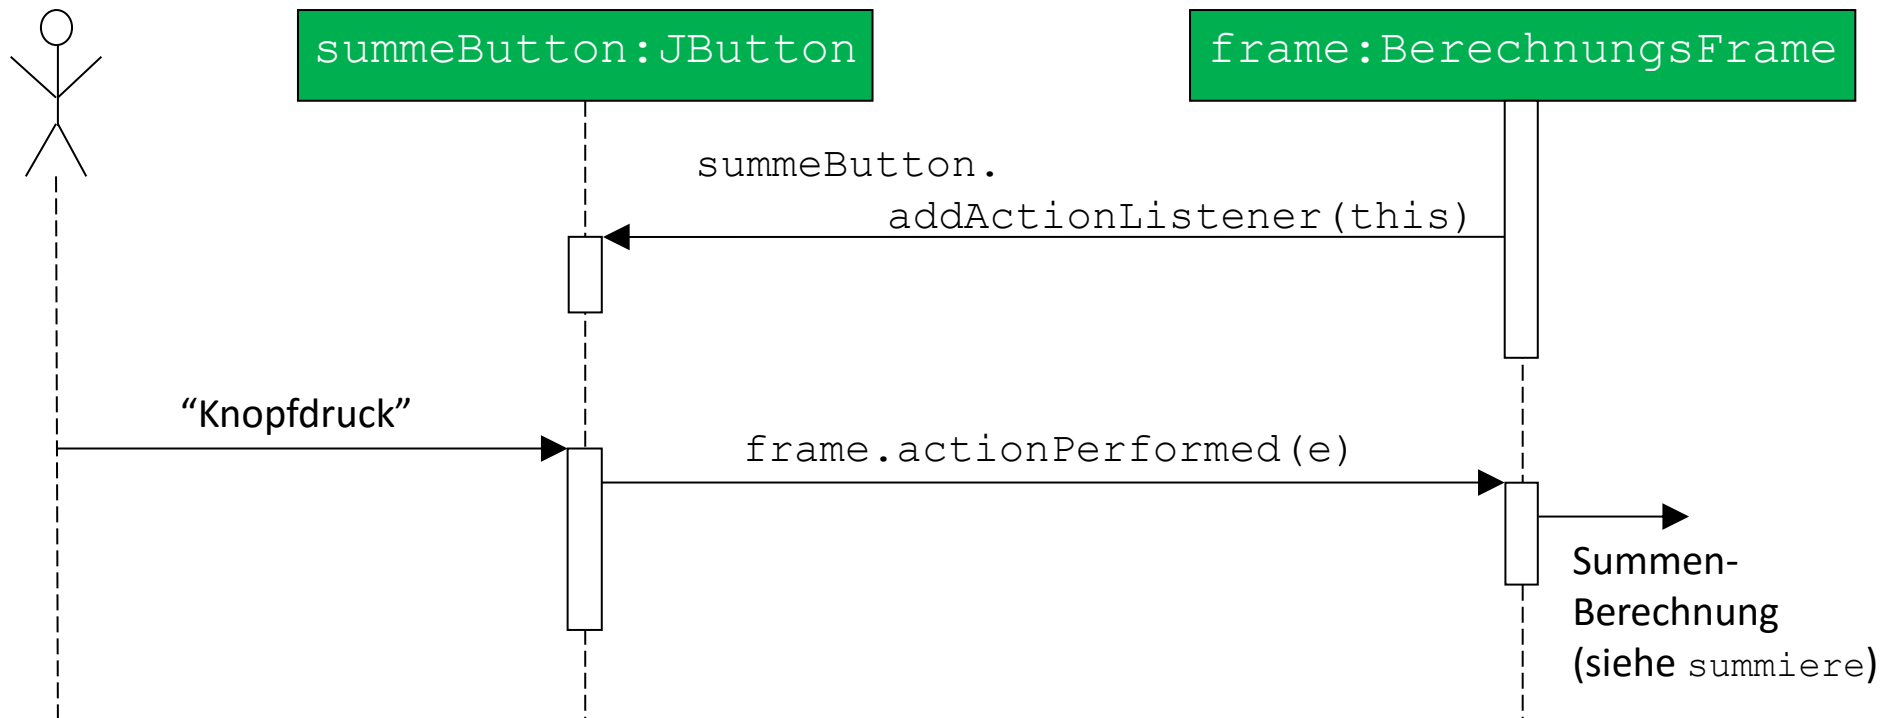 summeButton:JButton
frame:BerechnungsFrame
summeButton.
addActionListener(this)
“Knopfdruck”
frame.actionPerformed(e)
Summen-
Berechnung
(siehe summiere)